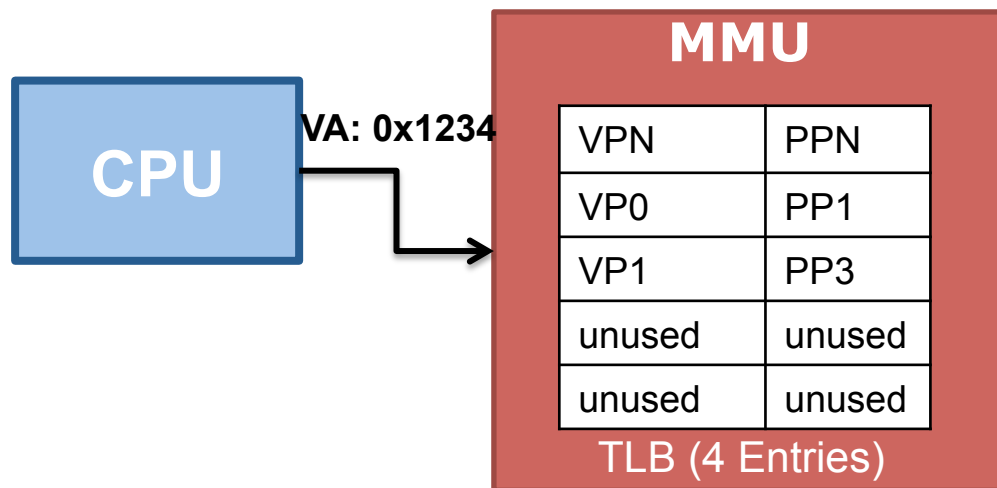 MMU
CPU
VA: 0x1234
VPN PPN
VP0 PP1
VP1 PP3
unused unused
unused unused
TLB (4 Entries)